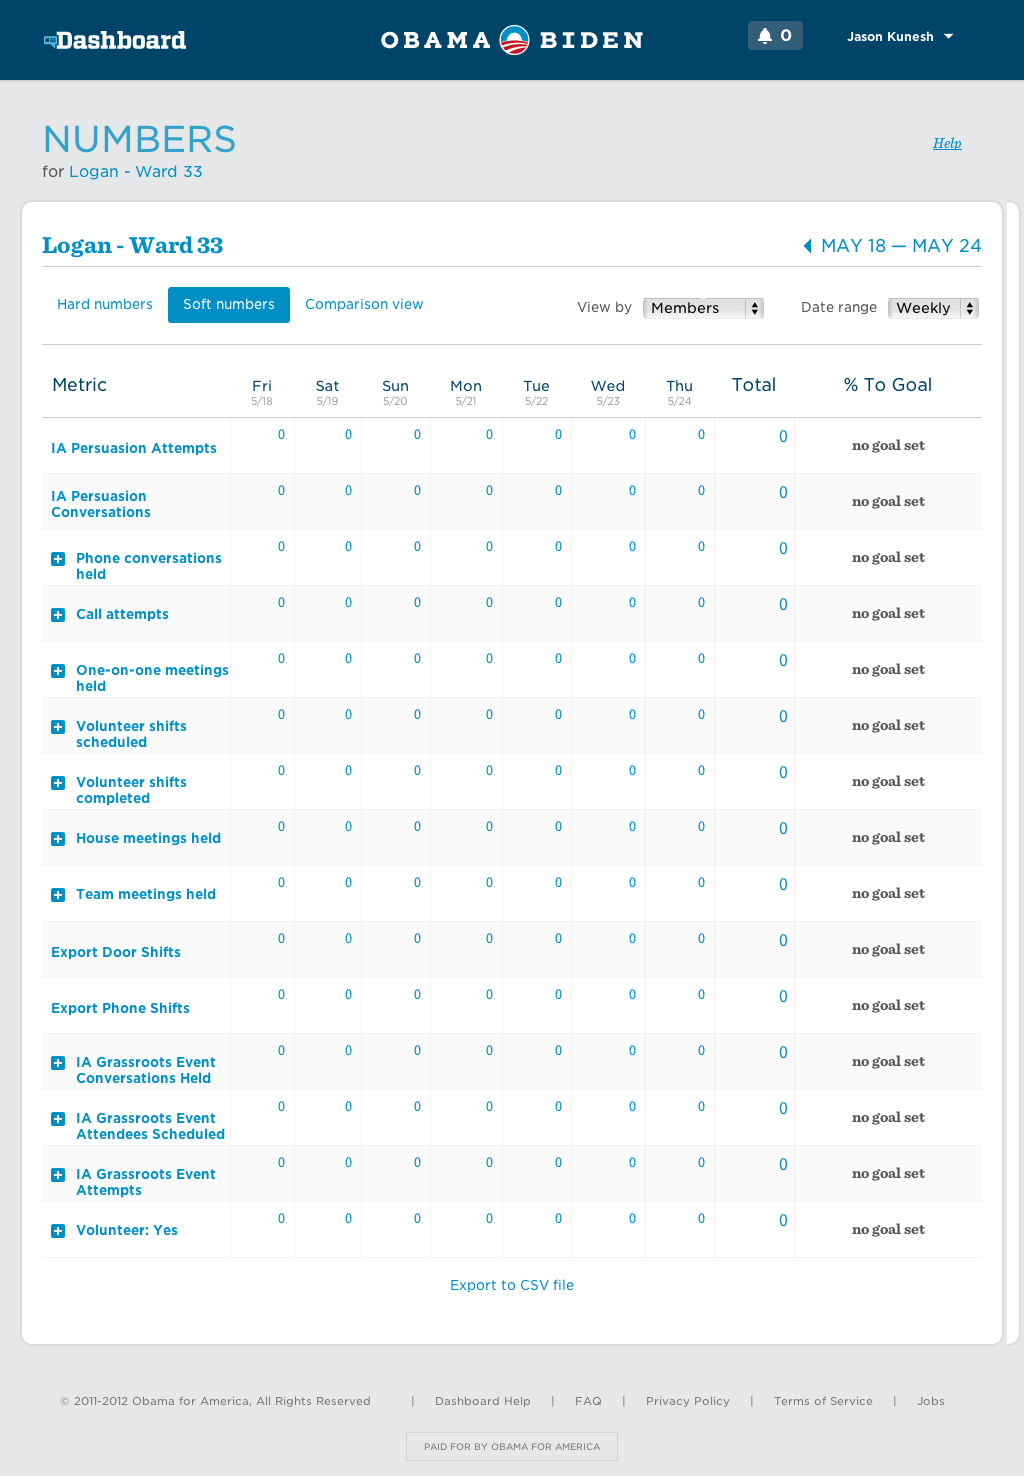 Dashboard
OBAMA BIDEN
0
Jason Kunesh
NUMBERS
Help
for Logan - Ward 33
Logan - Ward 33
MAY 18 — MAY 24
Hard numbers Soft numbers Comparison view
View by Members Date range Weekly
Metric Fri Sat Sun Mon Tue Wed Thu Total % To Goal
5/18 5/19 5/20 5/21 5/22 5/23 5/24
IA Persuasion Attempts 0 0 0 0 0 0 0 0 no goal set
IA Persuasion 0 0 0 0 0 0 0 0 no goal set
Conversations
Phone conversations 0 0 0 0 0 0 0 0 no goal set
held
Call attempts 0 0 0 0 0 0 0 0 no goal set
One-on-one meetings 0 0 0 0 0 0 0 0 no goal set
held
Volunteer shifts 0 0 0 0 0 0 0 0 no goal set
scheduled
Volunteer shifts 0 0 0 0 0 0 0 0 no goal set
completed
House meetings held 0 0 0 0 0 0 0 0 no goal set
Team meetings held 0 0 0 0 0 0 0 0 no goal set
Export Door Shifts 0 0 0 0 0 0 0 0 no goal set
Export Phone Shifts 0 0 0 0 0 0 0 0 no goal set
IA Grassroots Event 0 0 0 0 0 0 0 0 no goal set
Conversations Held
IA Grassroots Event 0 0 0 0 0 0 0 0 no goal set
Attendees Scheduled
IA Grassroots Event 0 0 0 0 0 0 0 0 no goal set
Attempts
Volunteer: Yes 0 0 0 0 0 0 0 0 no goal set
Export to CSV file
© 2011-2012 Obama for America, All Rights Reserved | Dashboard Help | FAQ | Privacy Policy | Terms of Service | Jobs
PAID FOR BY OBAMA FOR AMERICA